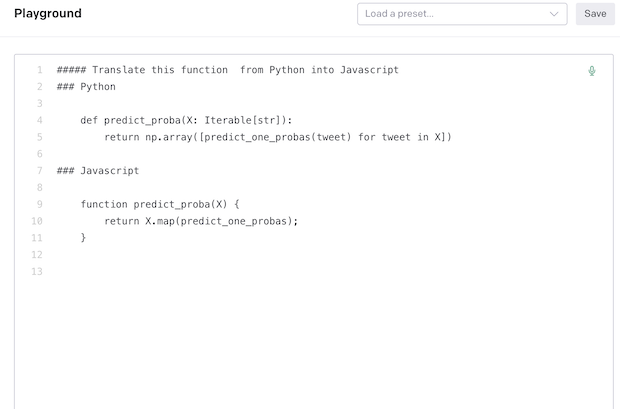 Playground
Load a preset...
Save
1 ##### Translate this function  from Python into Javascript
2 ### Python
3
4     def predict_proba(X: Iterable[str]):
5         return np.array([predict_one_probas(tweet) for tweet in X])
6
7 ### Javascript
8
9     function predict_proba(X) {
10         return X.map(predict_one_probas);
11     }
12
13